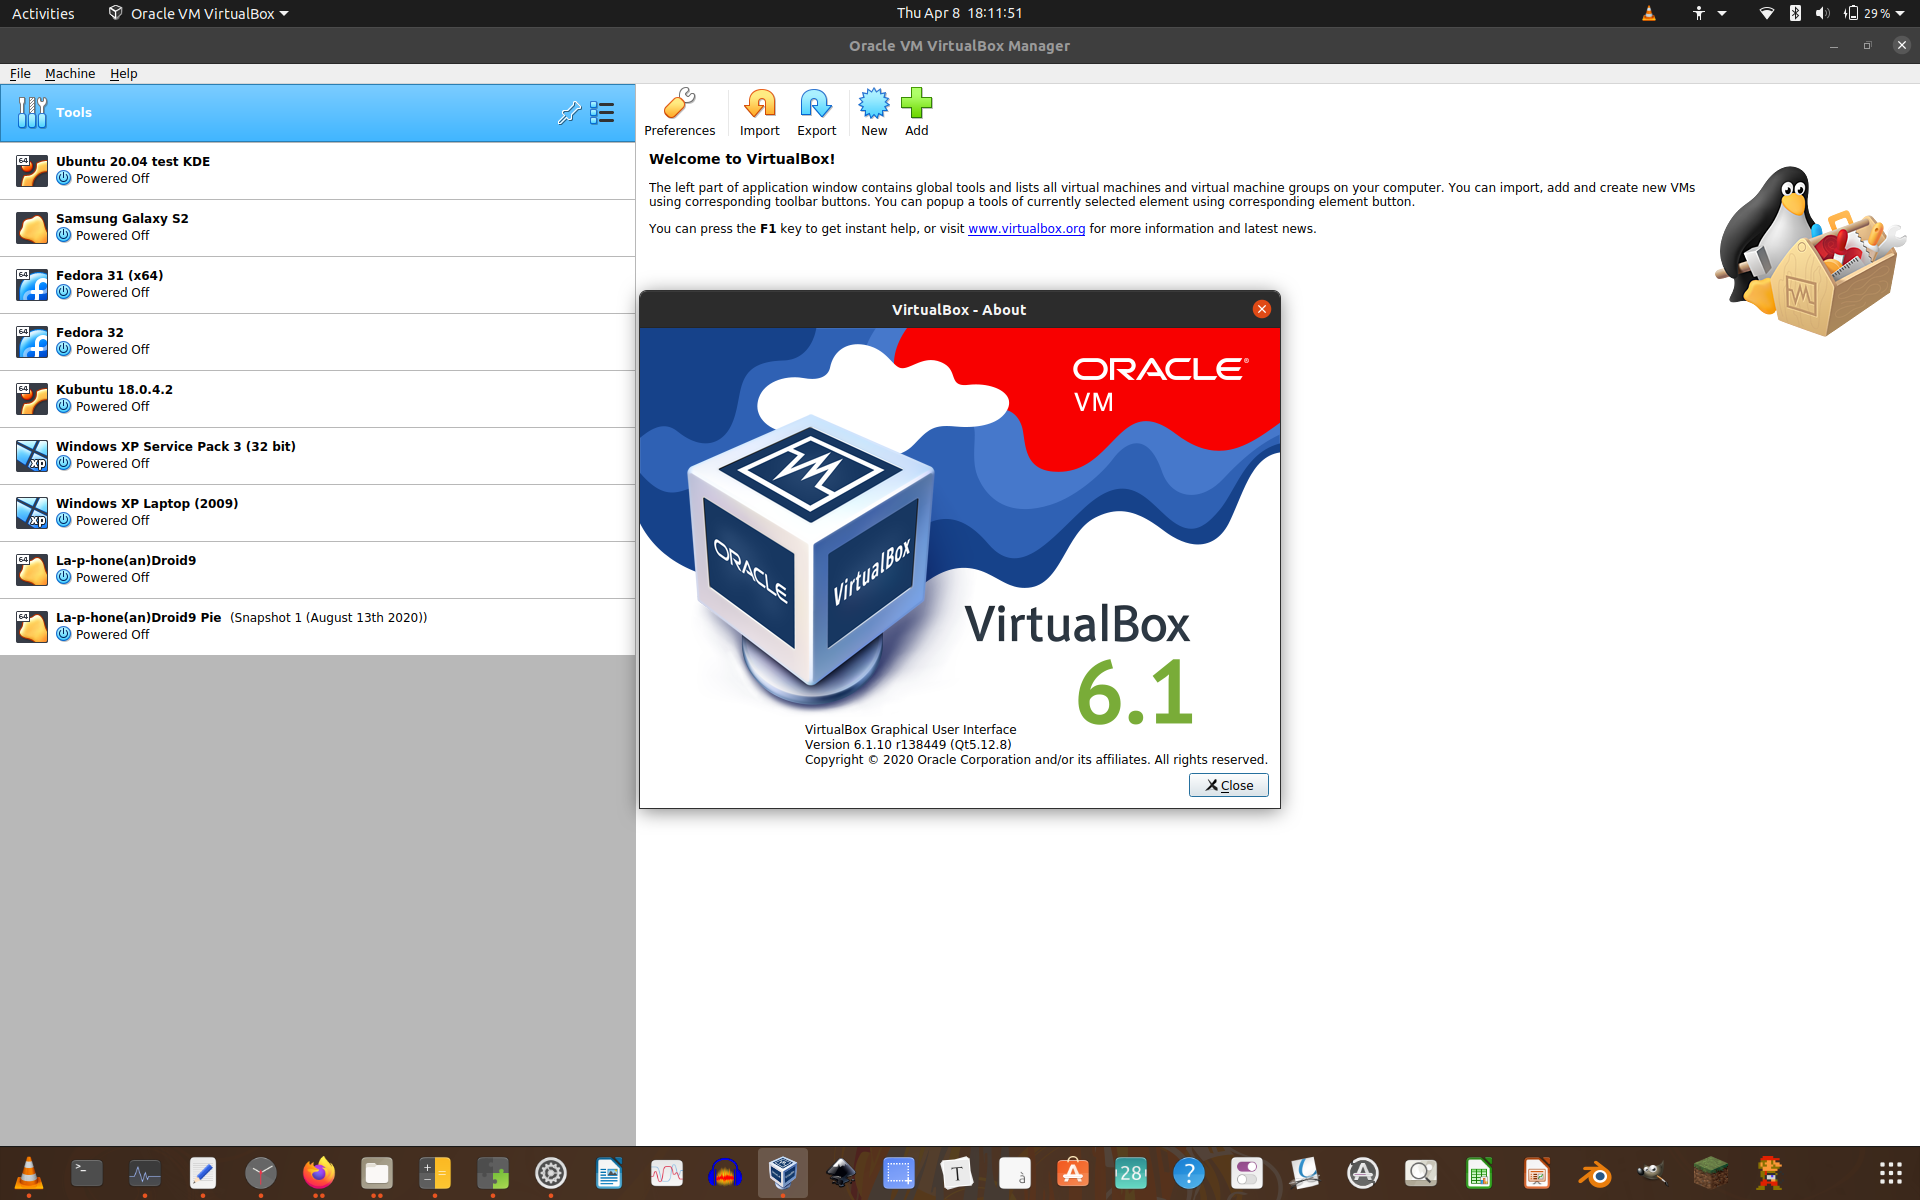 Activities
Oracle VM VirtualBox
Thu Apr 8 18:11:51
29 %
Oracle VM VirtualBox Manager
File Machine Help
Tools
Preferences
Import
Export
New
Add
64
Ubuntu 20.04 test KDE
Powered Off
Samsung Galaxy S2
Powered Off
64
Fedora 31 (x64)
Powered Off
64
Fedora 32
Powered Off
64
Kubuntu 18.0.4.2
Powered Off
xp
Windows XP Service Pack 3 (32 bit)
Powered Off
xp
Windows XP Laptop (2009)
Powered Off
64
La-p-hone(an)Droid9
Powered Off
64
La-p-hone(an)Droid9 Pie (Snapshot 1 (August 13th 2020))
Powered Off
Welcome to VirtualBox!
The left part of application window contains global tools and lists all virtual machines and virtual machine groups on your computer. You can import, add and create new VMs
using corresponding toolbar buttons. You can popup a tools of currently selected element using corresponding element button.
You can press the F1 key to get instant help, or visit www.virtualbox.org for more information and latest news.
VirtualBox - About
ORACLE®
VM
ORACLE
VirtualBox
VirtualBox
6.1
VirtualBox Graphical User Interface
Version 6.1.10 r138449 (Qt5.12.8)
Copyright © 2020 Oracle Corporation and/or its affiliates. All rights reserved.
Close
>_
T
à
A
128
?
A